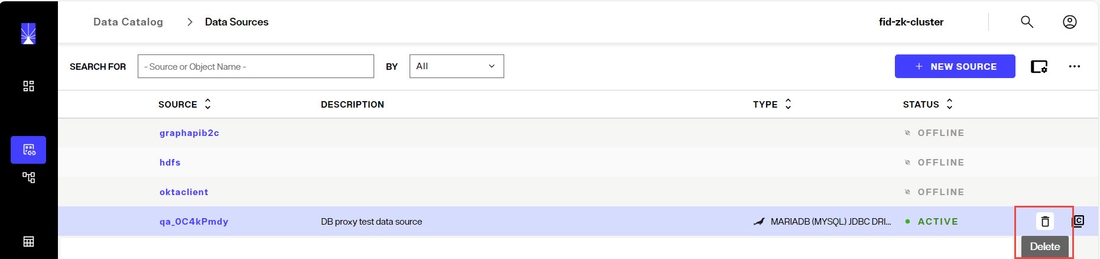 Data Catalog > Data Sources fid-zk-cluster
SEARCH FOR - Source or Object Name - BY All + NEW SOURCE ...
SOURCE DESCRIPTION TYPE STATUS
graphapib2c OFFLINE
hdfs OFFLINE
oktaclient OFFLINE
qa_0C4kPmdy DB proxy test data source MARIADB (MYSQL) JDBC DRI... ACTIVE
Delete